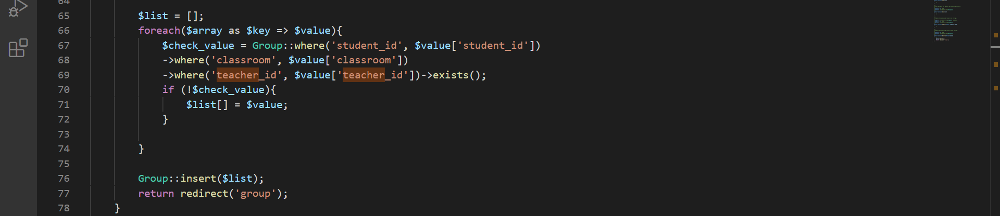 64
65 $list = [];
66 foreach($array as $key => $value){
67 $check_value = Group::where('student_id', $value['student_id'])
68 ->where('classroom', $value['classroom'])
69 ->where('teacher_id', $value['teacher_id'])->exists();
70 if (!$check_value){
71 $list[] = $value;
72 }
73
74 }
75
76 Group::insert($list);
77 return redirect('group');
78 }